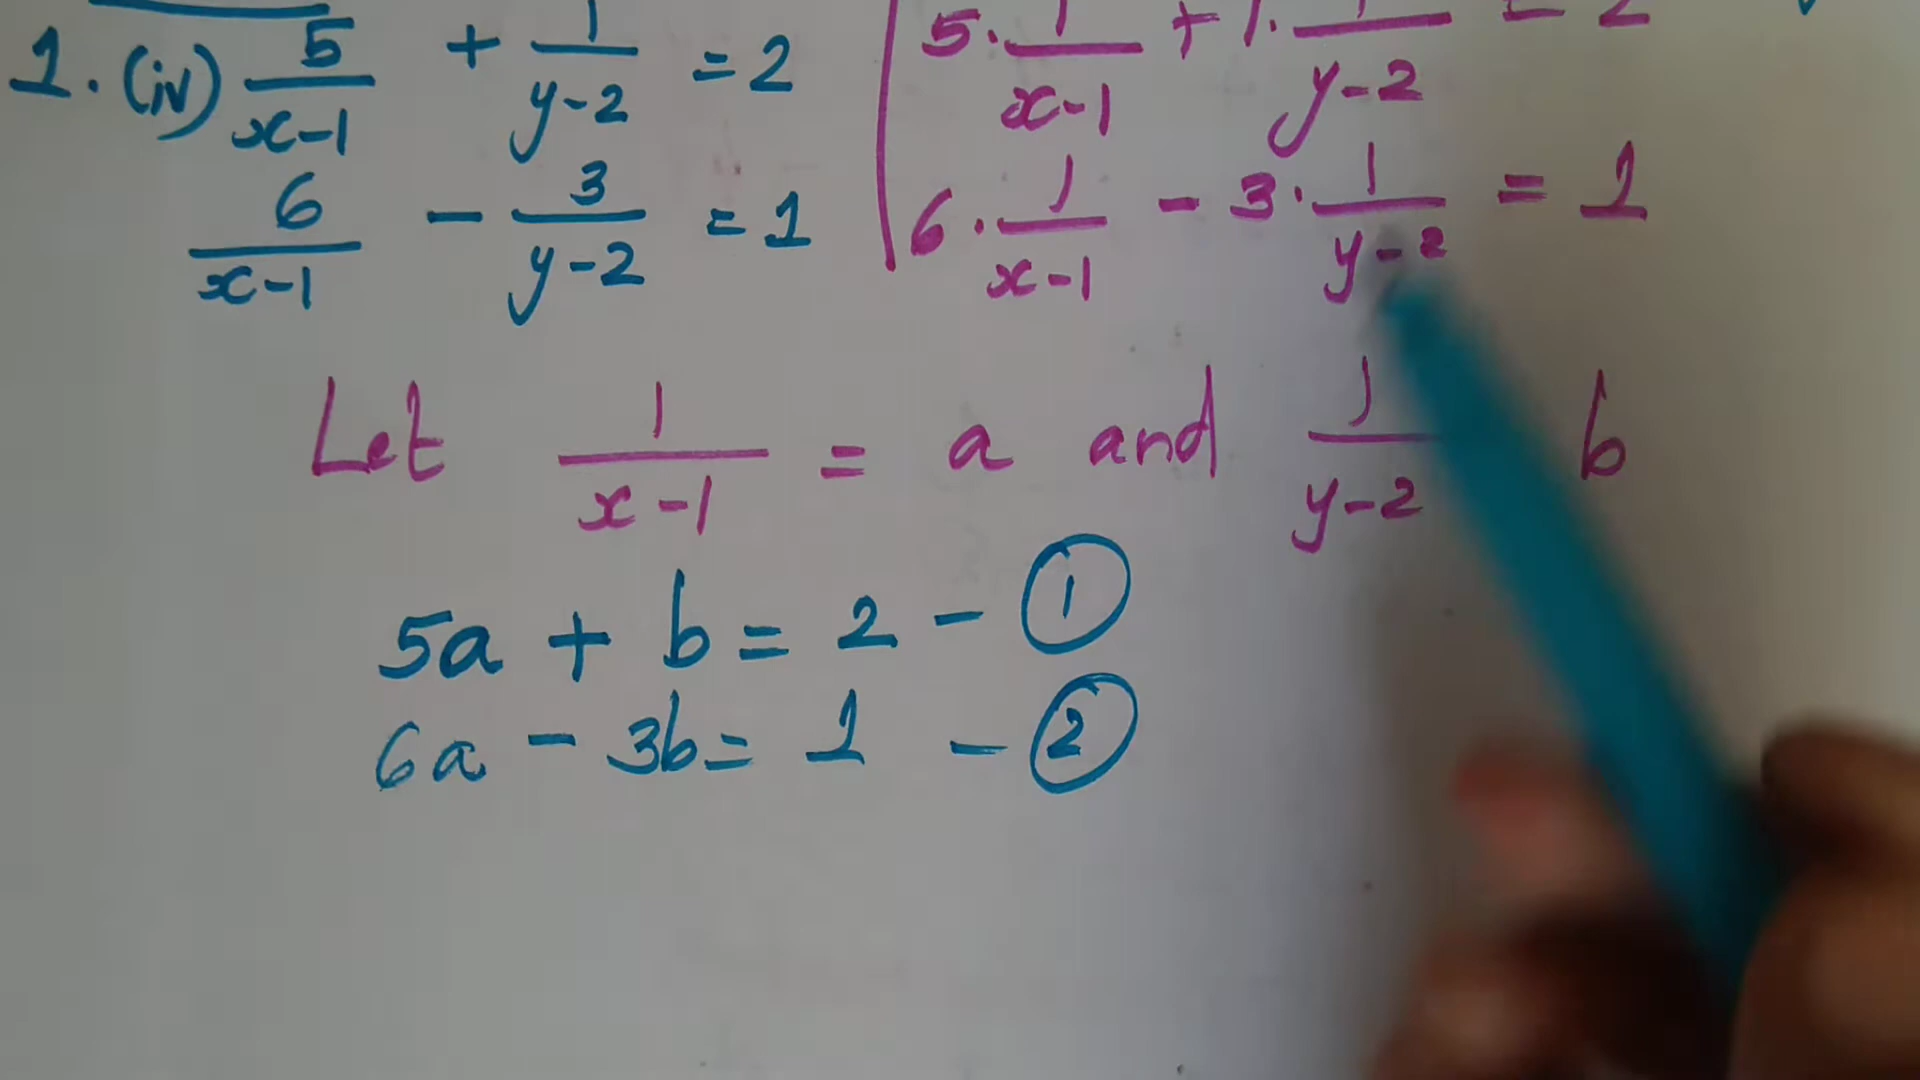 1. (iv) 5/(x-1) + 1/(y-2) = 2
6/(x-1) - 3/(y-2) = 1
5 · 1/(x-1) + 1 · 1/(y-2) = 2
6 · 1/(x-1) - 3 · 1/(y-2) = 1
Let 1/(x-1) = a and 1/(y-2) b
5a + b = 2 - ①
6a - 3b = 1 - ②